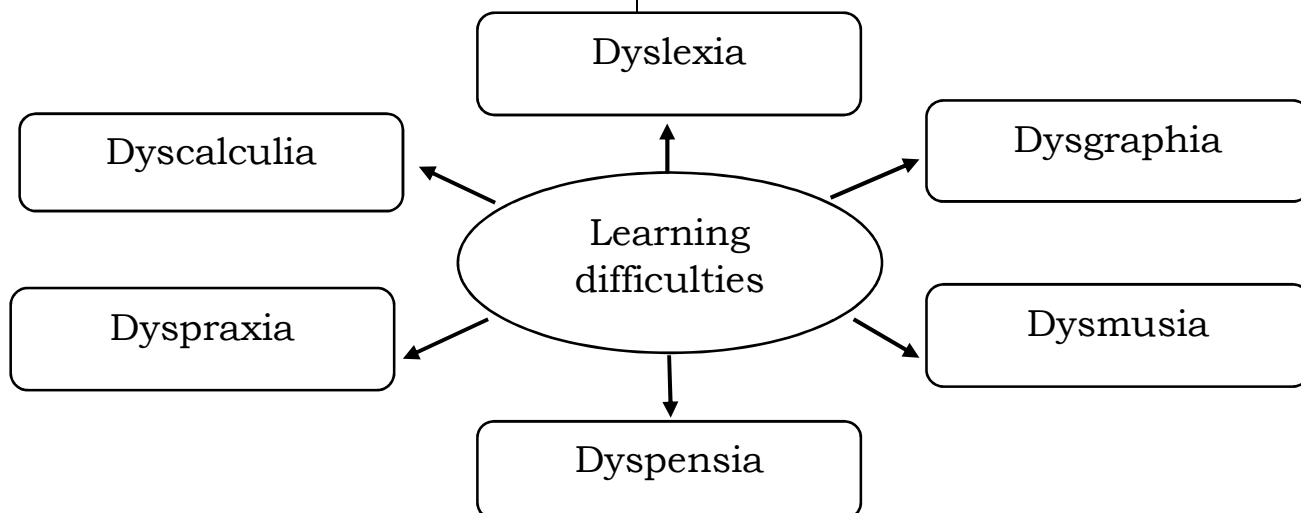 Dyslexia
Dyscalculia
Dysgraphia
Learning
difficulties
Dyspraxia
Dysmusia
Dyspensia